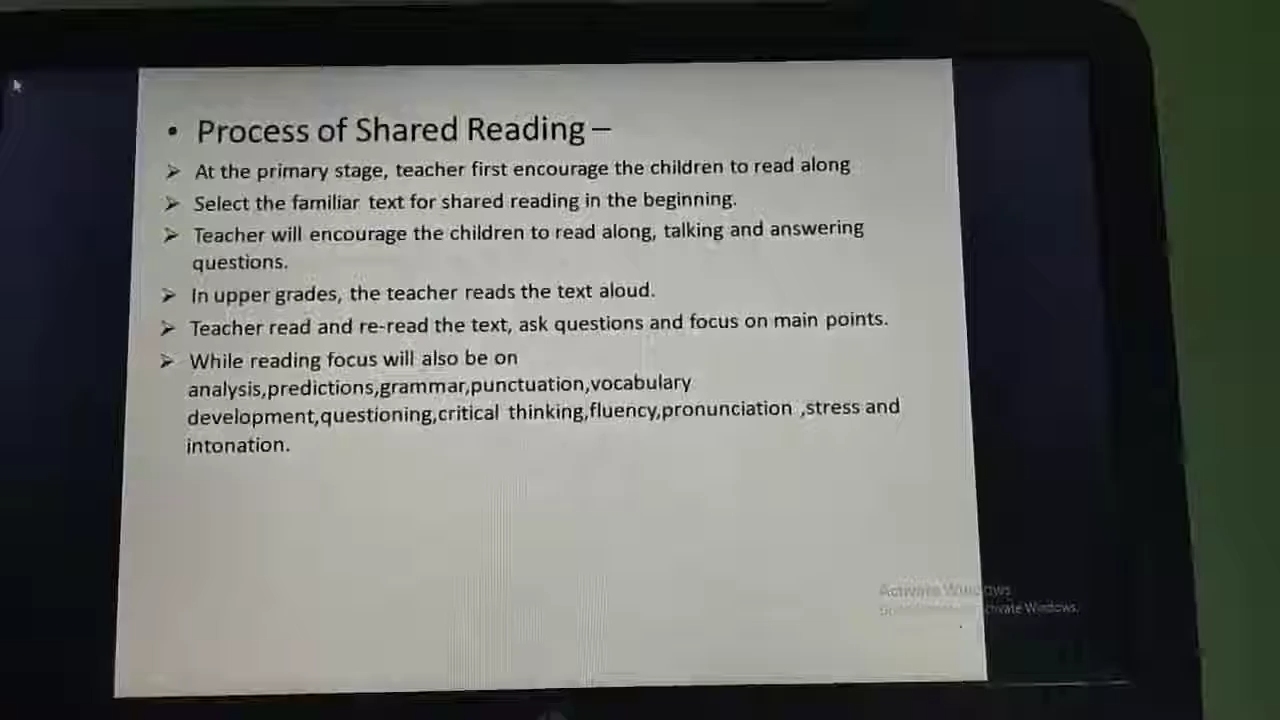 • Process of Shared Reading –
➢ At the primary stage, teacher first encourage the children to read along
➢ Select the familiar text for shared reading in the beginning.
➢ Teacher will encourage the children to read along, talking and answering
questions.
➢ In upper grades, the teacher reads the text aloud.
➢ Teacher read and re-read the text, ask questions and focus on main points.
➢ While reading focus will also be on
analysis,predictions,grammar,punctuation,vocabulary
development,questioning,critical thinking,fluency,pronunciation ,stress and
intonation.
Activate Windows
Activate Windows.